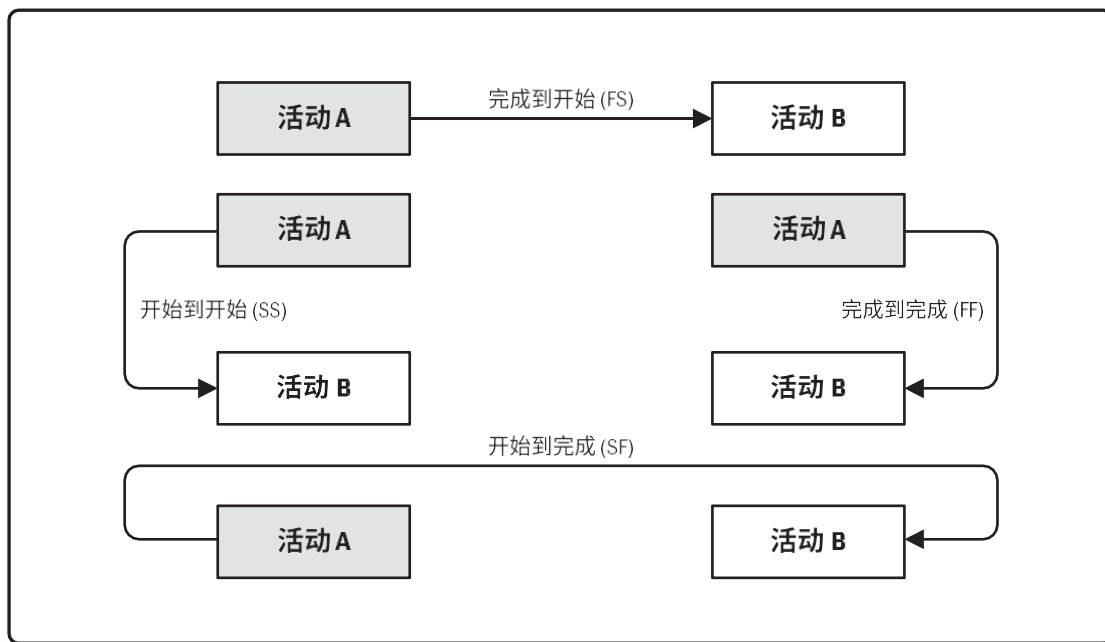 活动 A
完成到开始 (FS)
活动 B
活动 A
活动 A
开始到开始 (SS)
完成到完成 (FF)
活动 B
活动 B
开始到完成 (SF)
活动 A
活动 B